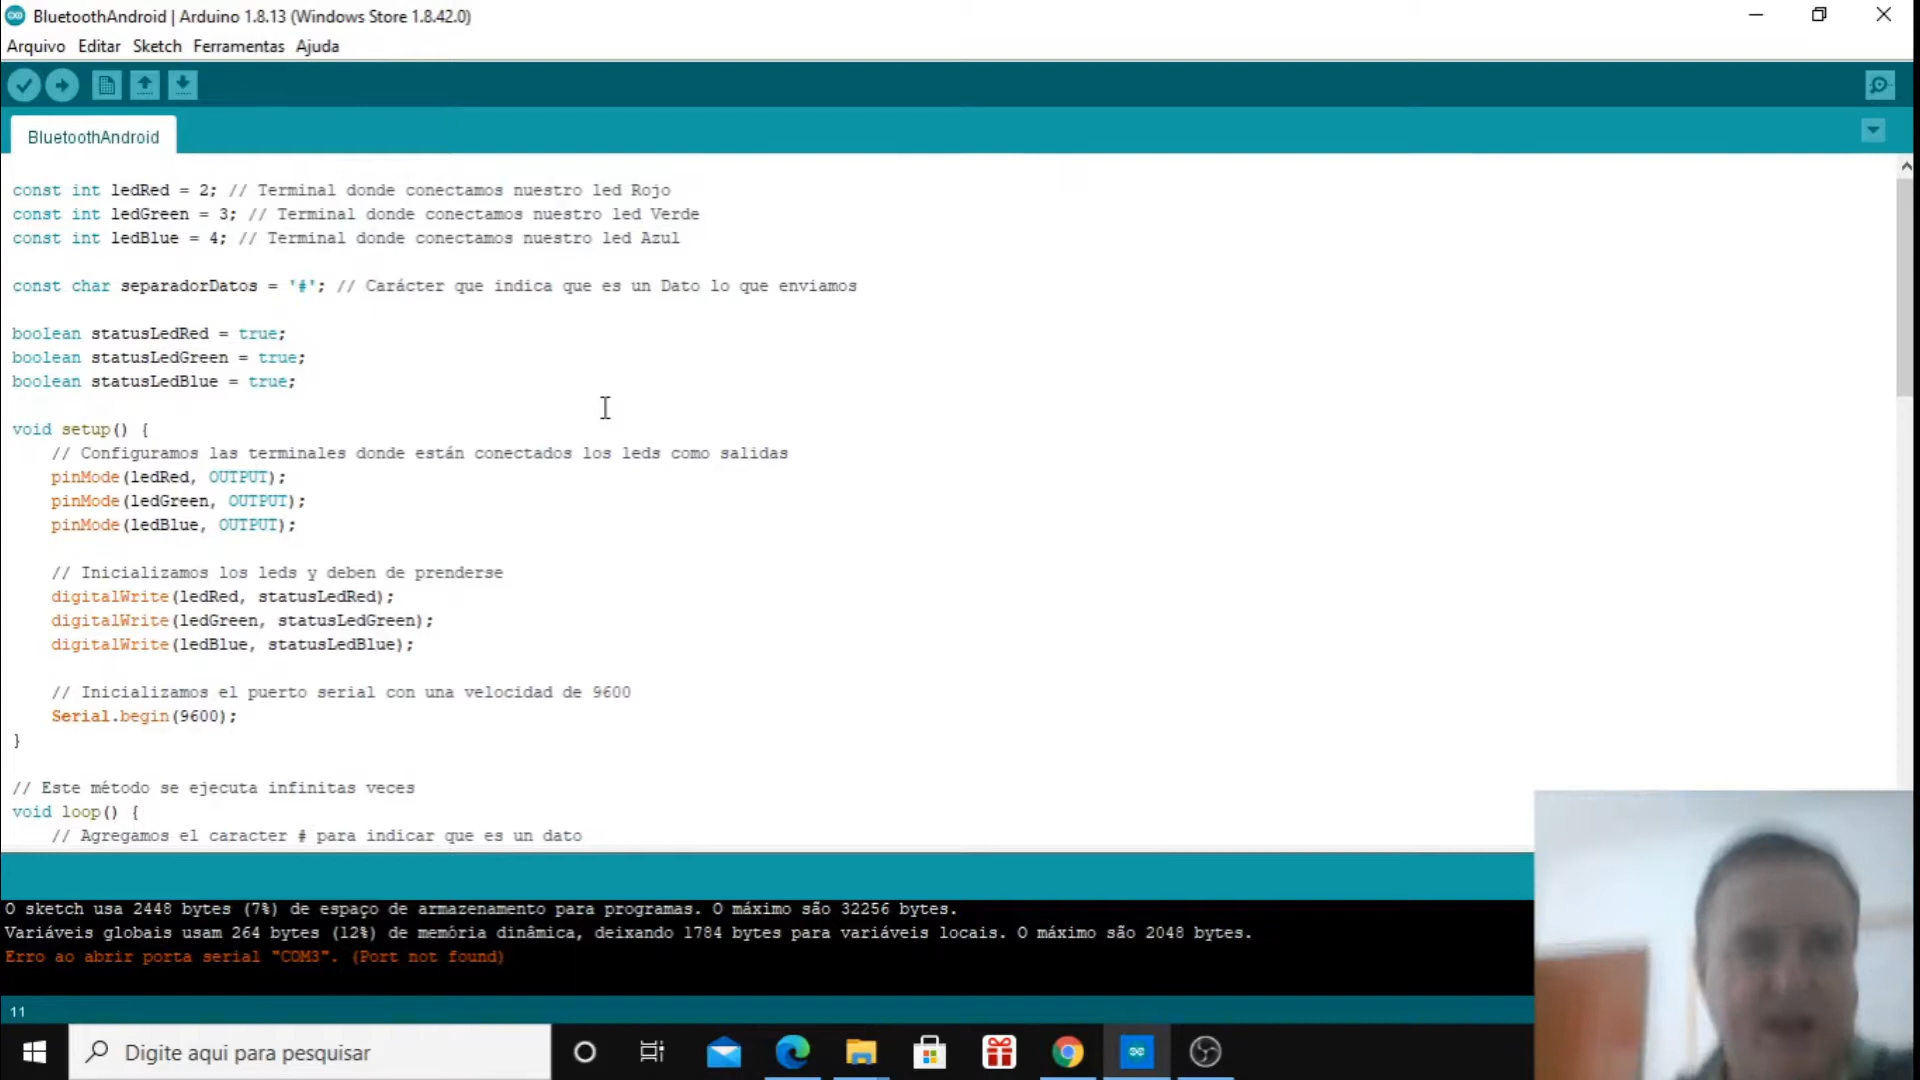 BluetoothAndroid | Arduino 1.8.13 (Windows Store 1.8.42.0)
Arquivo Editar Sketch Ferramentas Ajuda
BluetoothAndroid
const int ledRed = 2; // Terminal donde conectamos nuestro led Rojo
const int ledGreen = 3; // Terminal donde conectamos nuestro led Verde
const int ledBlue = 4; // Terminal donde conectamos nuestro led Azul
const char separadorDatos = '#'; // Carácter que indica que es un Dato lo que enviamos
boolean statusLedRed = true;
boolean statusLedGreen = true;
boolean statusLedBlue = true;
void setup() {
// Configuramos las terminales donde están conectados los leds como salidas
pinMode(ledRed, OUTPUT);
pinMode(ledGreen, OUTPUT);
pinMode(ledBlue, OUTPUT);
// Inicializamos los leds y deben de prenderse
digitalWrite(ledRed, statusLedRed);
digitalWrite(ledGreen, statusLedGreen);
digitalWrite(ledBlue, statusLedBlue);
// Inicializamos el puerto serial con una velocidad de 9600
Serial.begin(9600);
}
// Este método se ejecuta infinitas veces
void loop() {
// Agregamos el caracter # para indicar que es un dato
O sketch usa 2448 bytes (7%) de espaço de armazenamento para programas. O máximo são 32256 bytes.
Variáveis globais usam 264 bytes (12%) de memória dinâmica, deixando 1784 bytes para variáveis locais. O máximo são 2048 bytes.
Erro ao abrir porta serial "COM3". (Port not found)
11
Digite aqui para pesquisar